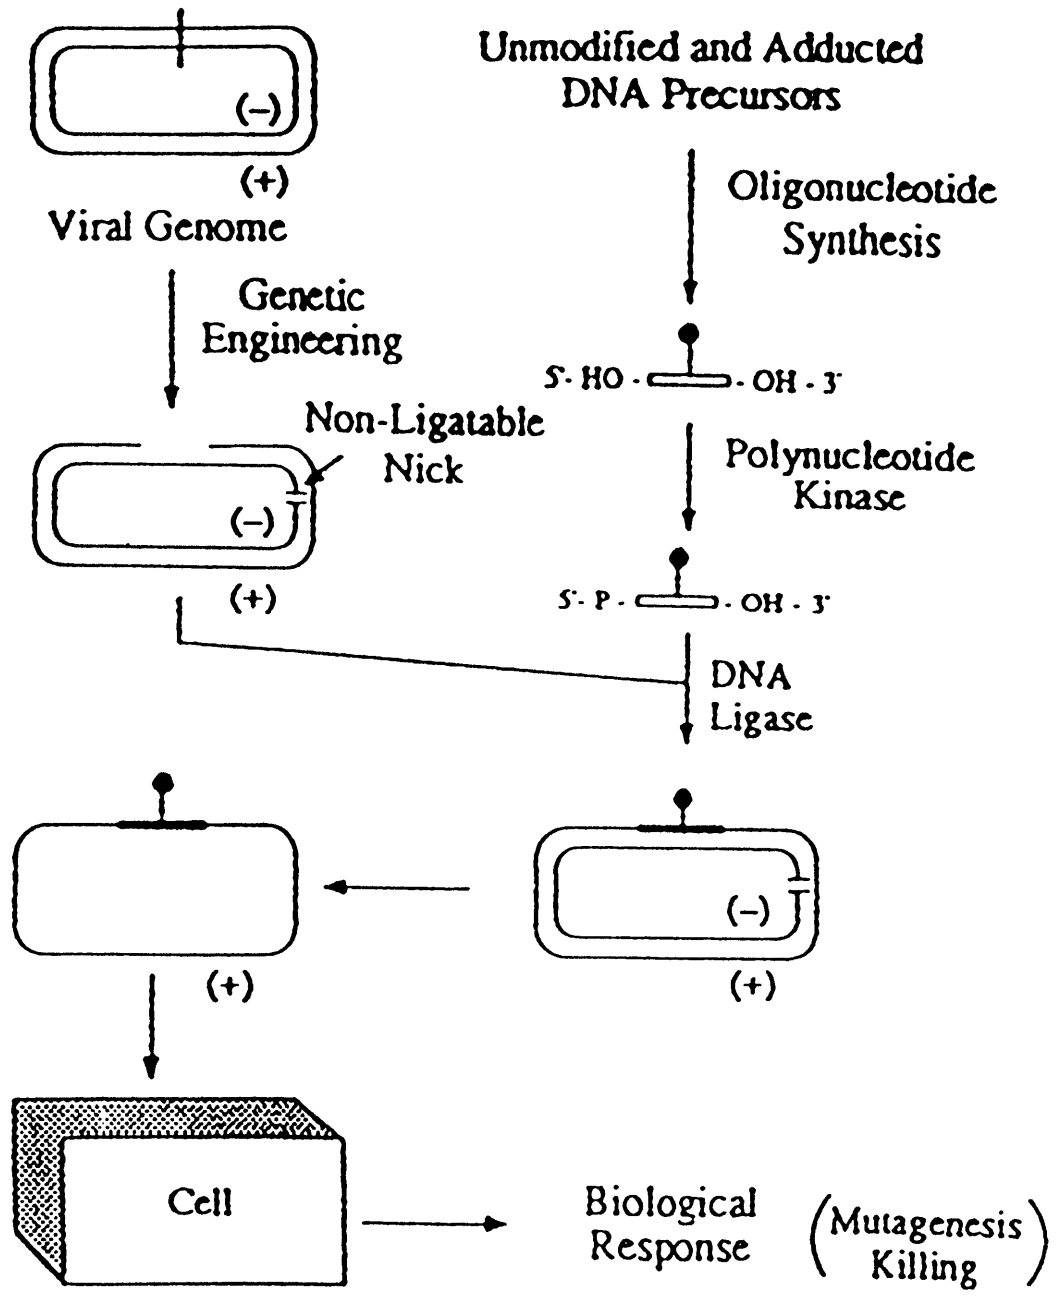 (−)
(+)
Viral Genome
Genetic
Engineering
Non-Ligatable
Nick
(−)
(+)
Unmodified and Adducted
DNA Precursors
Oligonucleotide
Synthesis
5'- HO - - OH - 3'
Polynucleotide
Kinase
5'- P - - OH - 3'
DNA
Ligase
(−)
(+)
(+)
Cell
Biological
Response
(Mutagenesis
Killing)